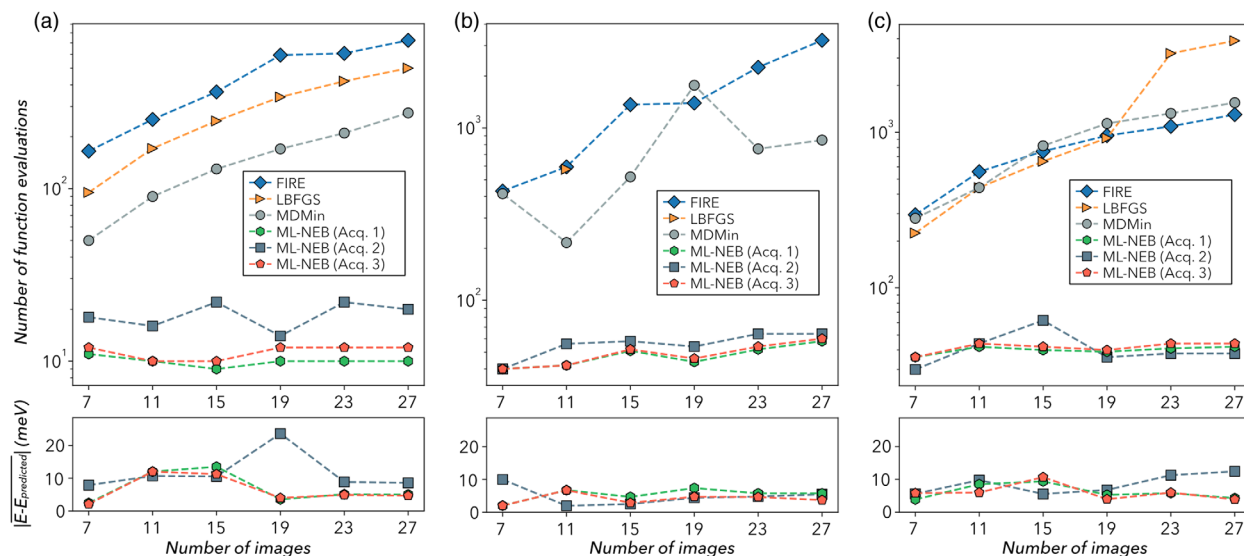 (a)
Number of function evaluations
10²
10¹
FIRE
LBFGS
MDMin
ML-NEB (Acq. 1)
ML-NEB (Acq. 2)
ML-NEB (Acq. 3)
7 11 15 19 23 27
|E-Epredicted| (meV)
20
10
0
7 11 15 19 23 27
Number of images
(b)
10³
10²
FIRE
LBFGS
MDMin
ML-NEB (Acq. 1)
ML-NEB (Acq. 2)
ML-NEB (Acq. 3)
7 11 15 19 23 27
20
10
0
7 11 15 19 23 27
Number of images
(c)
10³
10²
FIRE
LBFGS
MDMin
ML-NEB (Acq. 1)
ML-NEB (Acq. 2)
ML-NEB (Acq. 3)
7 11 15 19 23 27
20
10
0
7 11 15 19 23 27
Number of images